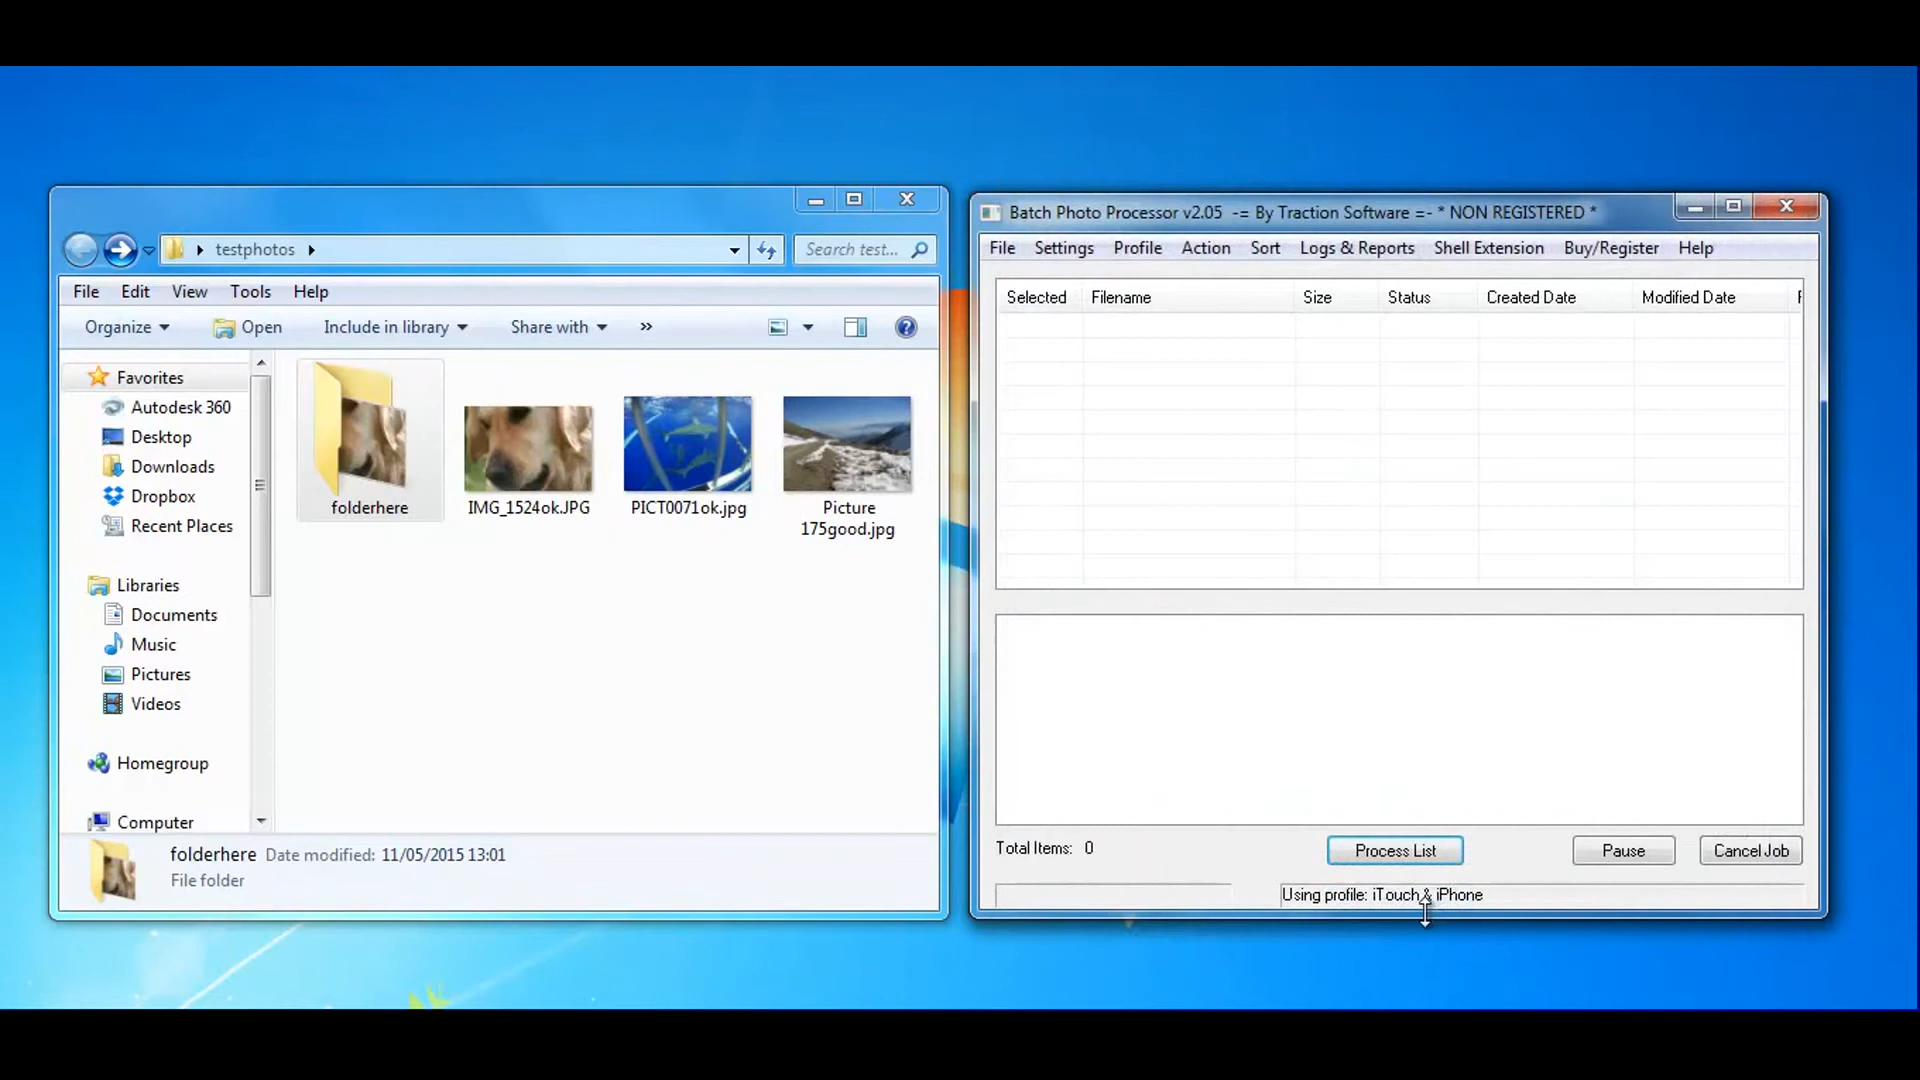 testphotos
Search test...
File Edit View Tools Help
Organize Open Include in library Share with »
Favorites
Autodesk 360
Desktop
Downloads
Dropbox
Recent Places
Libraries
Documents
Music
Pictures
Videos
Homegroup
Computer
folderhere
IMG_1524ok.JPG
PICT0071ok.jpg
Picture
175good.jpg
folderhere Date modified: 11/05/2015 13:01
File folder
Batch Photo Processor v2.05 -= By Traction Software =- * NON REGISTERED *
File Settings Profile Action Sort Logs & Reports Shell Extension Buy/Register Help
Selected Filename Size Status Created Date Modified Date
Total Items: 0
Process List
Pause
Cancel Job
Using profile: iTouch & iPhone